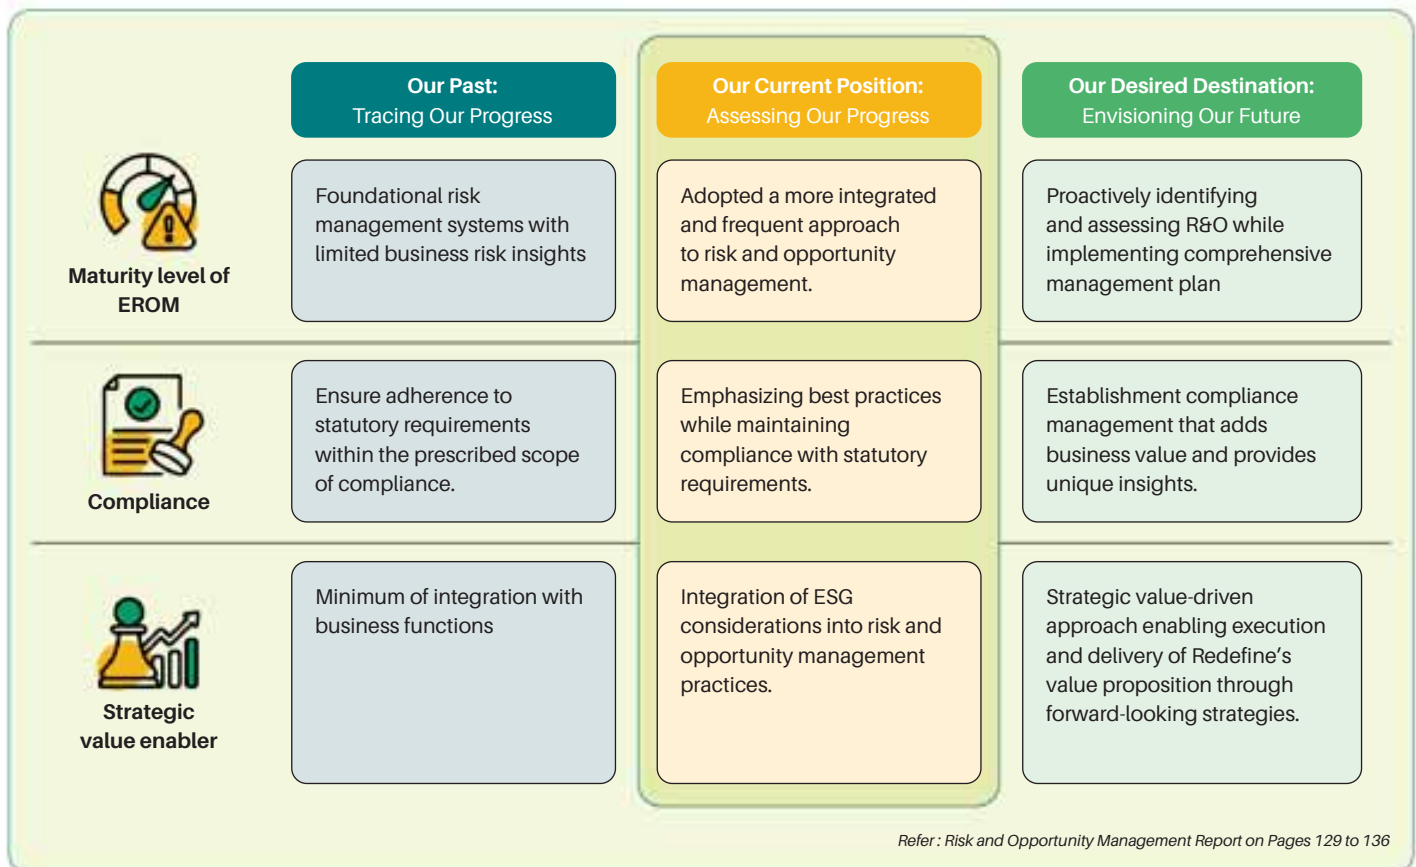 Our Past:
Tracing Our Progress
Our Current Position:
Assessing Our Progress
Our Desired Destination:
Envisioning Our Future
Maturity level of
EROM
Foundational risk
management systems with
limited business risk insights
Adopted a more integrated
and frequent approach
to risk and opportunity
management.
Proactively identifying
and assessing R&O while
implementing comprehensive
management plan
Compliance
Ensure adherence to
statutory requirements
within the prescribed scope
of compliance.
Emphasizing best practices
while maintaining
compliance with statutory
requirements.
Establishment compliance
management that adds
business value and provides
unique insights.
Strategic
value enabler
Minimum of integration with
business functions
Integration of ESG
considerations into risk and
opportunity management
practices.
Strategic value-driven
approach enabling execution
and delivery of Redefine’s
value proposition through
forward-looking strategies.
Refer : Risk and Opportunity Management Report on Pages 129 to 136